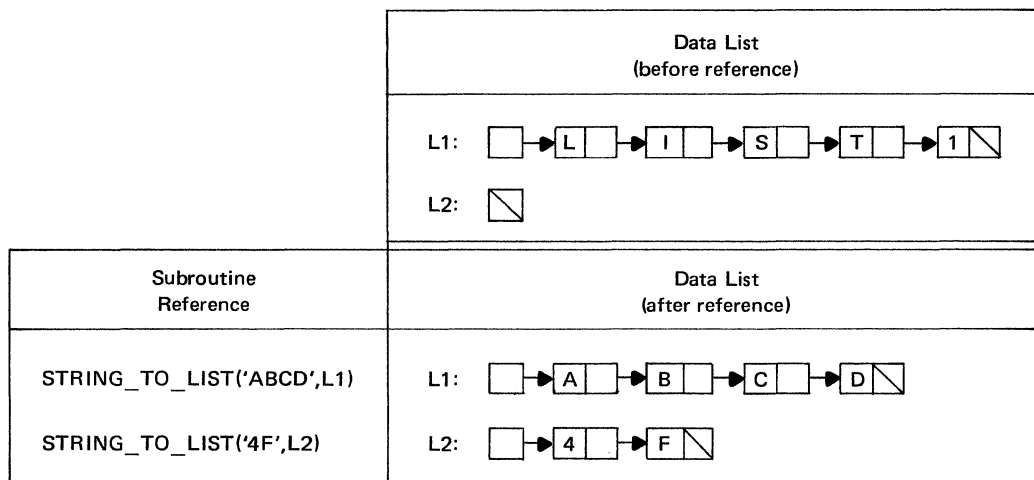 Data List
(before reference)
L1: L I S T 1
L2:
Subroutine
Reference
Data List
(after reference)
STRING_TO_LIST('ABCD',L1)
L1: A B C D
STRING_TO_LIST('4F',L2)
L2: 4 F